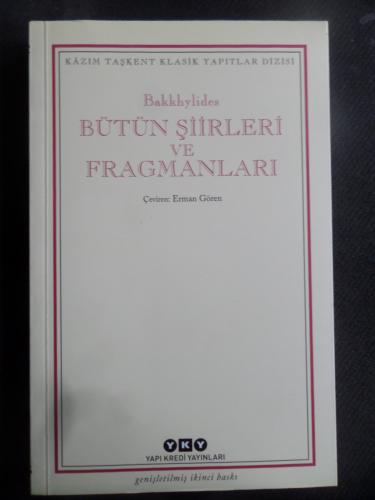 KÂZIM TAŞKENT KLASİK YAPITLAR DİZİSİ
Bakkhylides
BÜTÜN ŞİİRLERİ
VE
FRAGMANLARI
Çeviren: Erman Gören
YKY
YAPI KREDİ YAYINLARI
genişletilmiş ikinci baskı